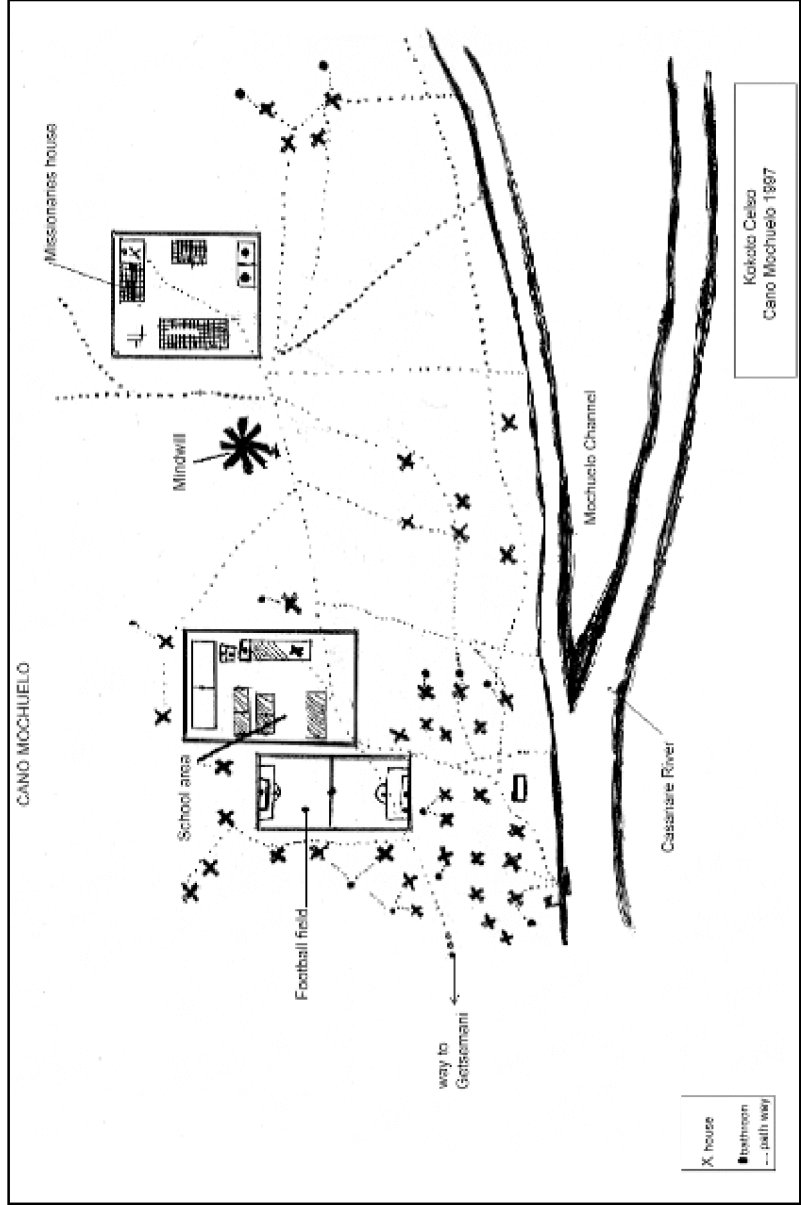 CANO MOCHUELO
Missionaries house
Mindwill
School area
Football field
way to
Getsemani
Mochuelo Channel
Casanare River
Kokoto Celso
Cano Mochuelo 1997
X house
bathroon
path way